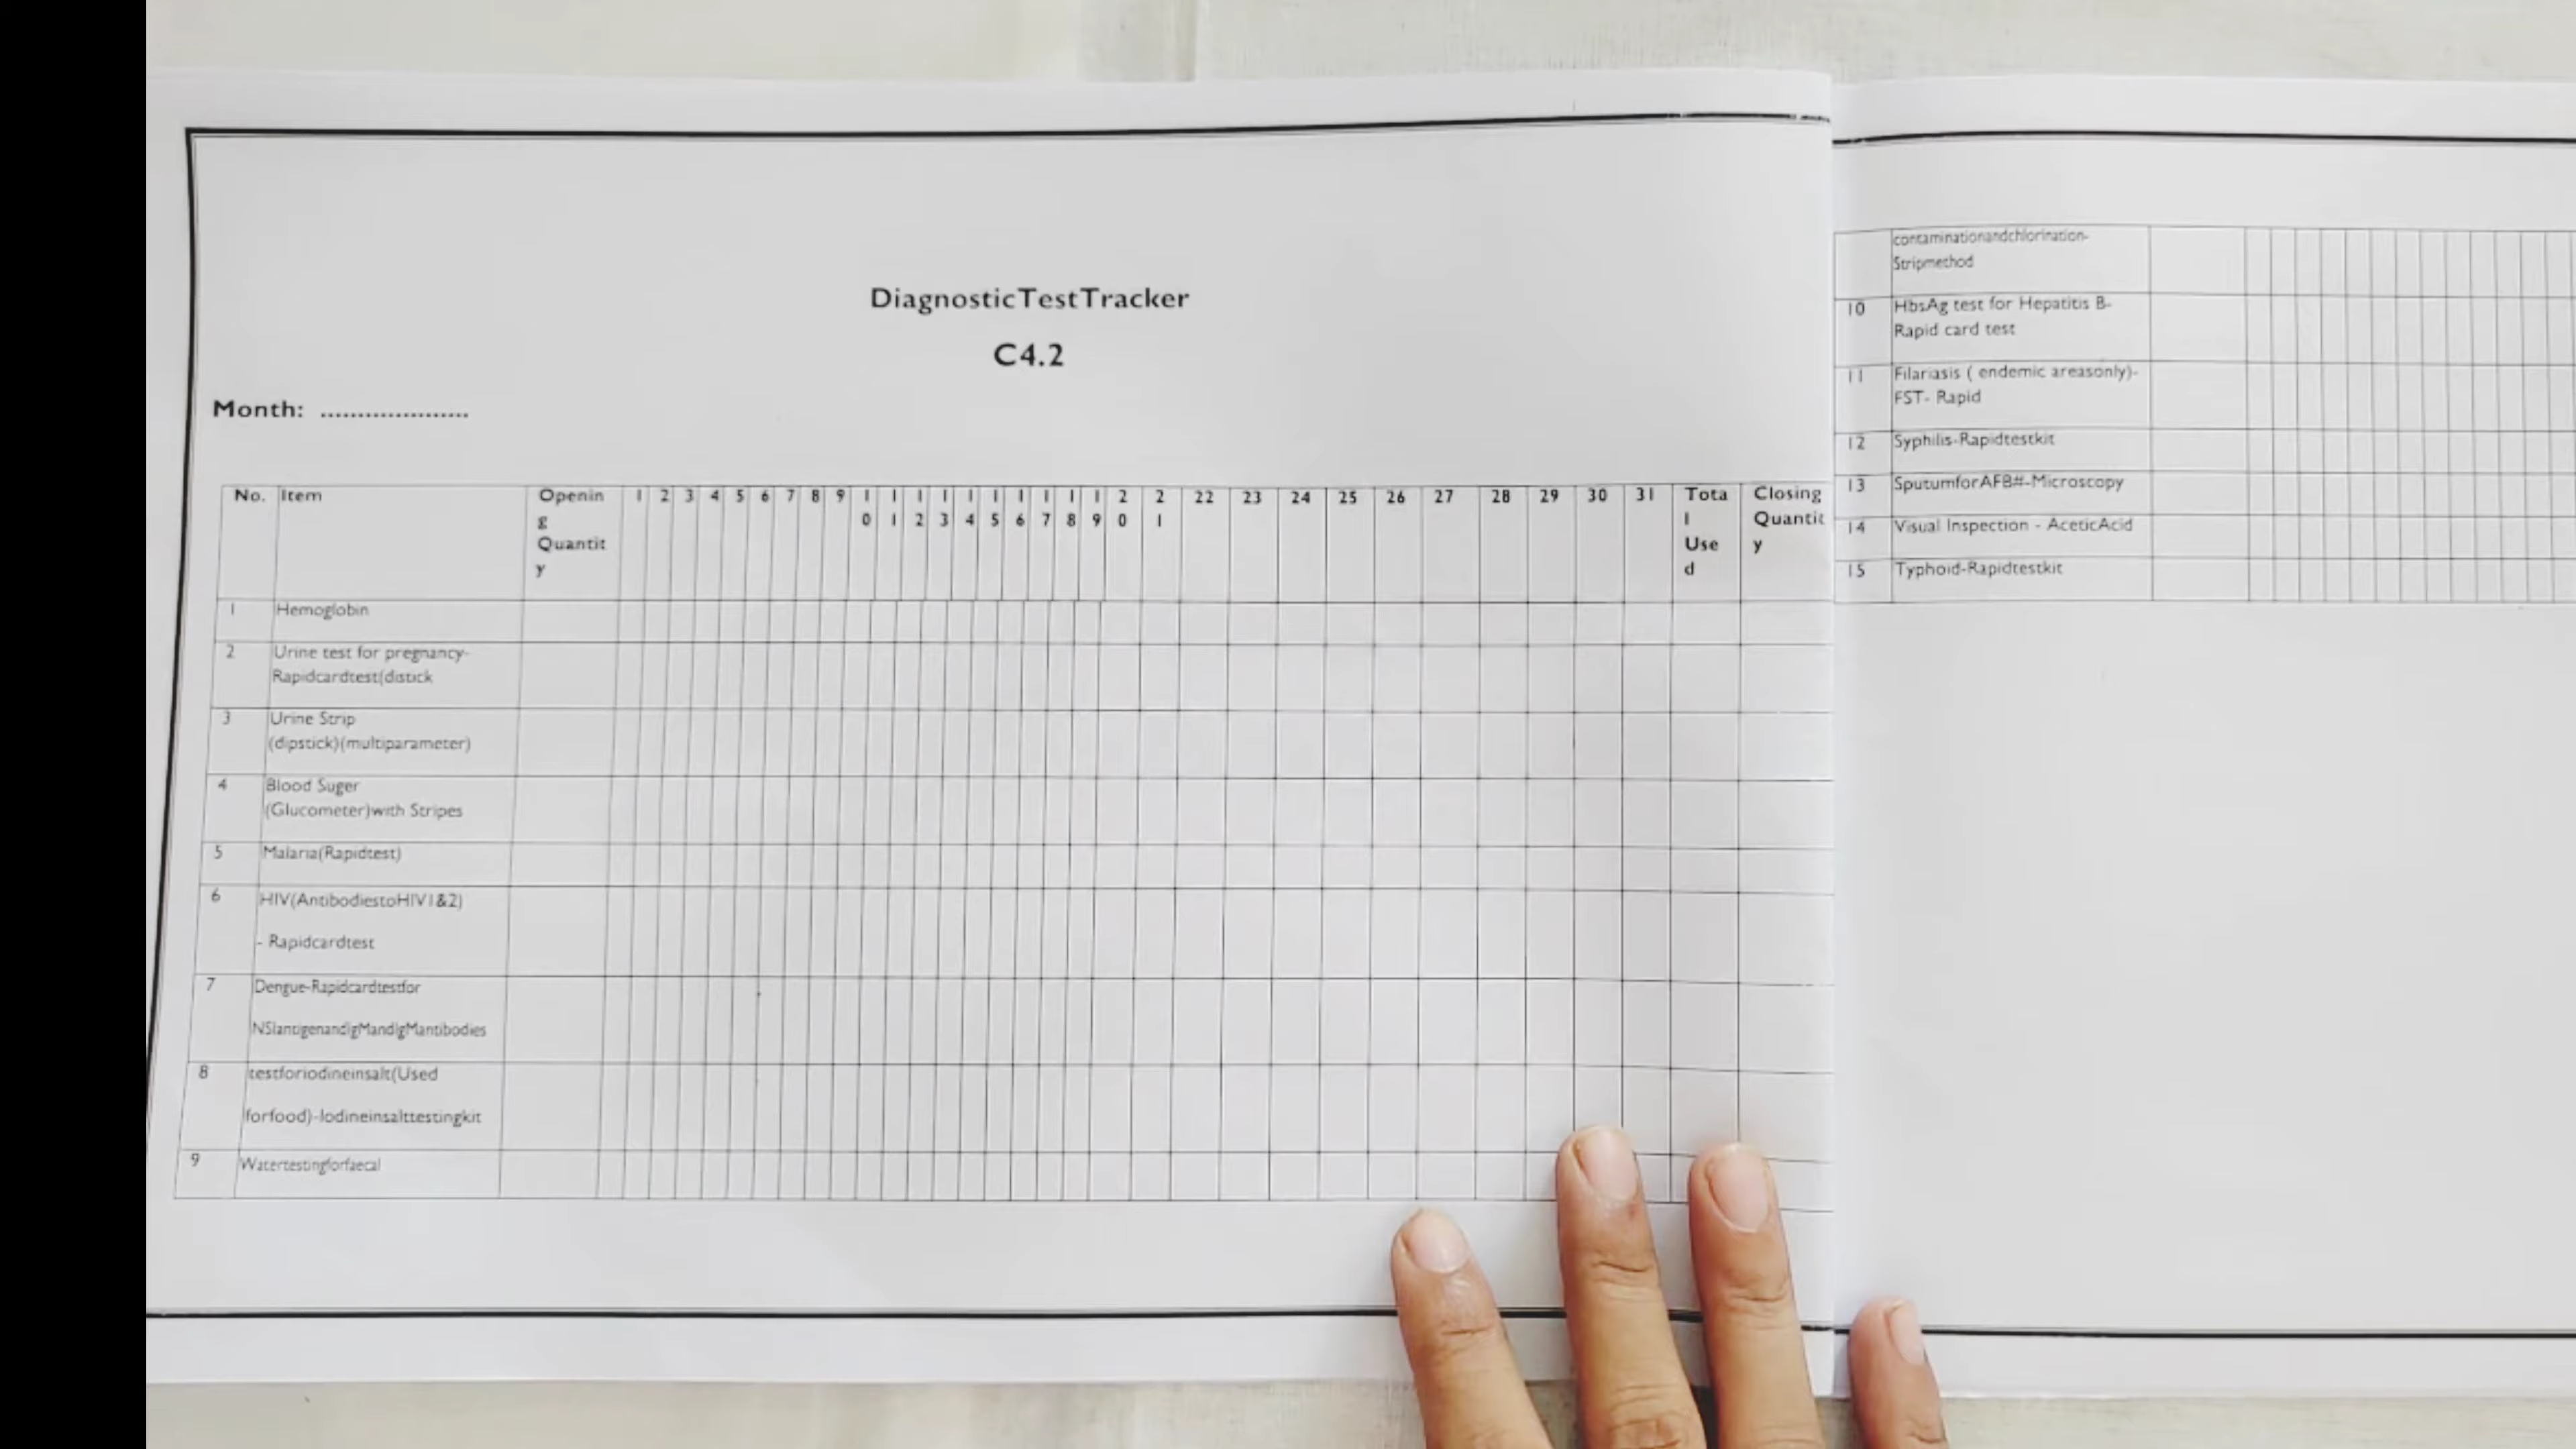 DiagnosticTestTracker
C4.2
Month: ....................
No. Item Openin 1 2 3 4 5 6 7 8 9 1 1 1 1 1 1 1 1 1 1 2 2 22 23 24 25 26 27 28 29 30 31 Tota Closing
g 0 1 2 3 4 5 6 7 8 9 0 1 l Quantit
Quantit Use y
y d
1 Hemoglobin
2 Urine test for pregnancy-
Rapidcardtest(distick
3 Urine Strip
(dipstick)(multiparameter)
4 Blood Suger
(Glucometer)with Stripes
5 Malaria(Rapidtest)
6 HIV(AntibodiestoHIV1&2)
- Rapidcardtest
7 Dengue-Rapidcardtestfor
NSIantigenandIgMandIgMantibodies
8 testforiodineinsalt(Used
forfood)-Iodineinsalttestingkit
9 Watertestingforfaecal
contaminationandchlorination-
Stripmethod
10 HbsAg test for Hepatitis B-
Rapid card test
11 Filariasis ( endemic areasonly)-
FST- Rapid
12 Syphilis-Rapidtestkit
13 SputumforAFB#-Microscopy
14 Visual Inspection - AceticAcid
15 Typhoid-Rapidtestkit